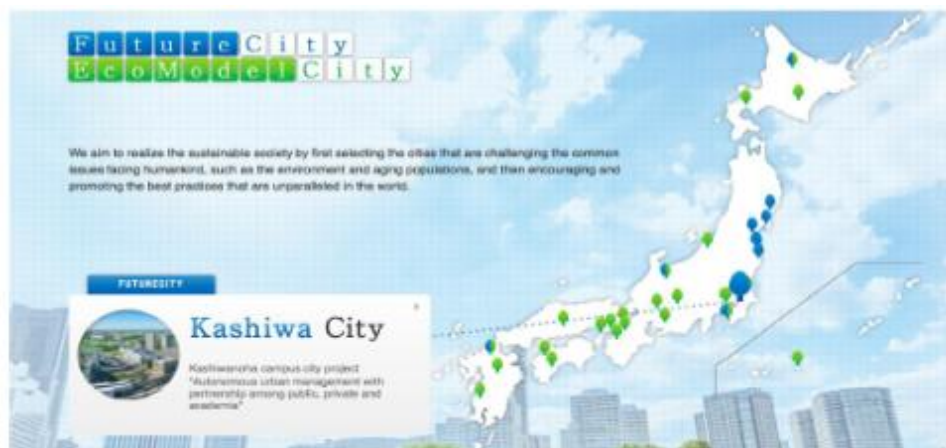 FutureCity
EcoModelCity
We aim to realize the sustainable society by first selecting the cities that are challenging the common
issues facing humankind, such as the environment and aging populations, and then encouraging and
promoting the best practices that are unparalleled in the world.
FUTURECITY
Kashiwa City
Kashiwanoha campus city project
"Autonomous urban management with
partnership among public, private and
academia"